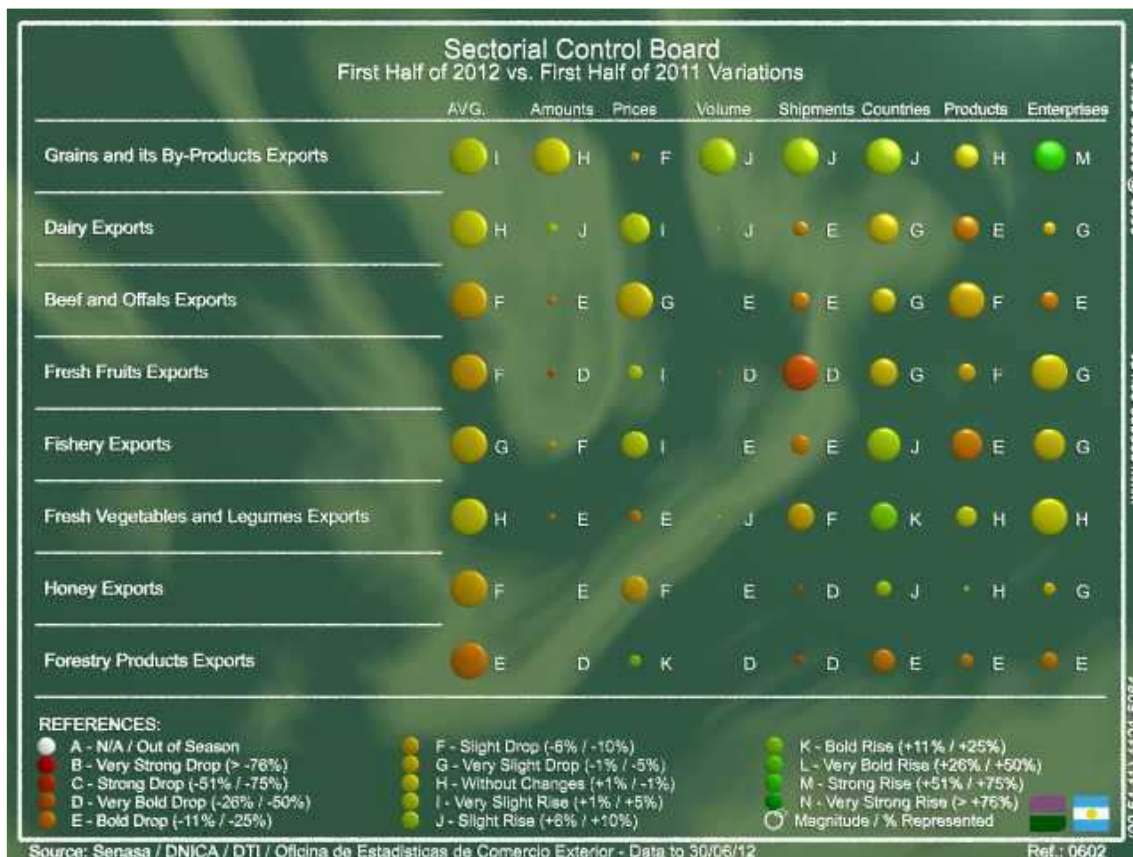 Sectorial Control Board
First Half of 2012 vs. First Half of 2011 Variations
AVG. Amounts Prices Volume Shipments Countries Products Enterprises
Grains and its By-Products Exports I H F J J J H M
Dairy Exports H J I J E G E G
Beef and Offals Exports F E G E E G F E
Fresh Fruits Exports F D I D D G F G
Fishery Exports G F I E E J E G
Fresh Vegetables and Legumes Exports H E E J F K H H
Honey Exports F E F E D J H G
Forestry Products Exports E D K D D E E E
REFERENCES:
A - N/A / Out of Season
B - Very Strong Drop (> -76%)
C - Strong Drop (-51% / -75%)
D - Very Bold Drop (-26% / -50%)
E - Bold Drop (-11% / -25%)
F - Slight Drop (-6% / -10%)
G - Very Slight Drop (-1% / -5%)
H - Without Changes (+1% / -1%)
I - Very Slight Rise (+1% / +5%)
J - Slight Rise (+6% / +10%)
K - Bold Rise (+11% / +25%)
L - Very Bold Rise (+26% / +50%)
M - Strong Rise (+51% / +75%)
N - Very Strong Rise (> +76%)
Magnitude / % Represented
Source: Senasa / DNICA / DTI / Oficina de Estadísticas de Comercio Exterior - Data to 30/06/12
Ref.: 0602